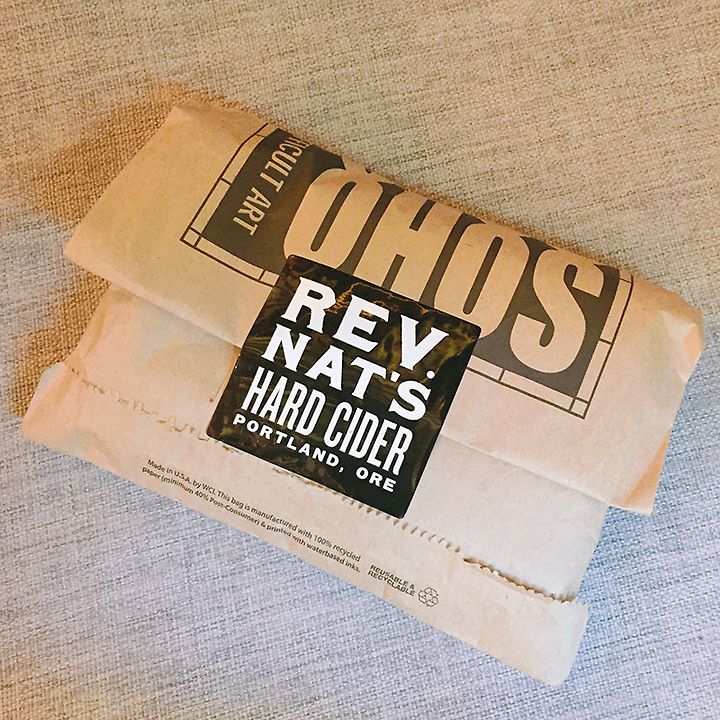 FICULT ART
SOHO
REV.
NAT'S
HARD CIDER
PORTLAND, ORE
Made in U.S.A. by WCI. This bag is manufactured with 100% recycled
paper (minimum 40% Post-Consumer) & printed with waterbased inks.
REUSABLE &
RECYCLABLE